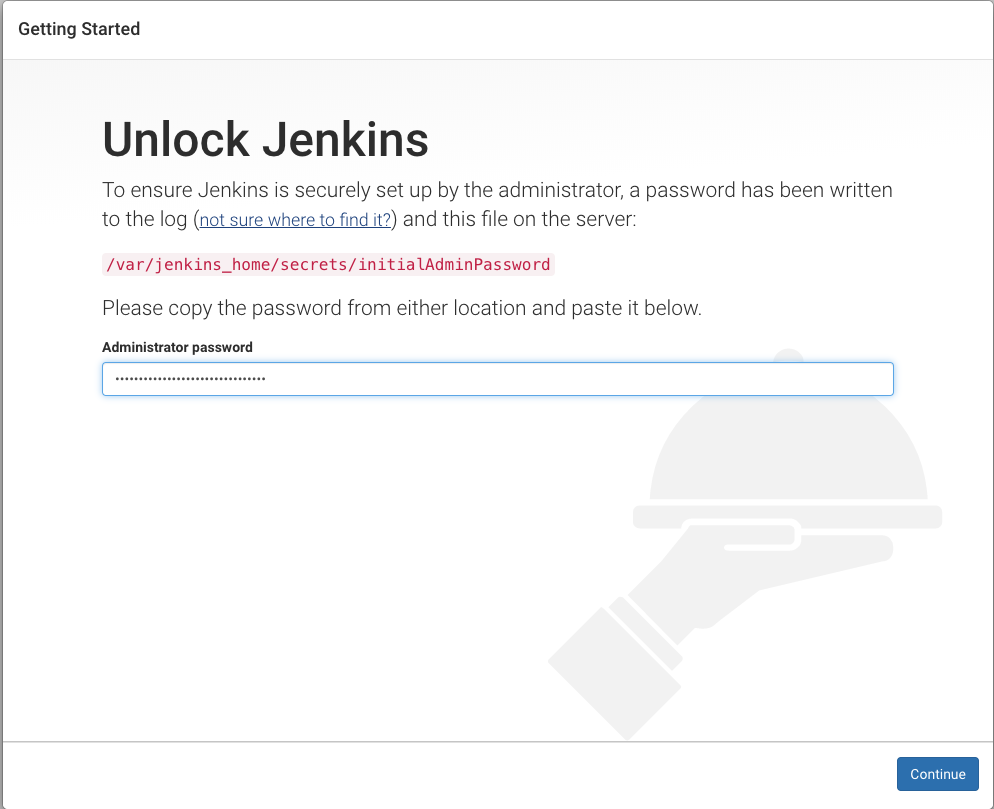 Getting Started
Unlock Jenkins
To ensure Jenkins is securely set up by the administrator, a password has been written
to the log (not sure where to find it?) and this file on the server:
/var/jenkins_home/secrets/initialAdminPassword
Please copy the password from either location and paste it below.
Administrator password
••••••••••••••••••••••••••••••••
Continue